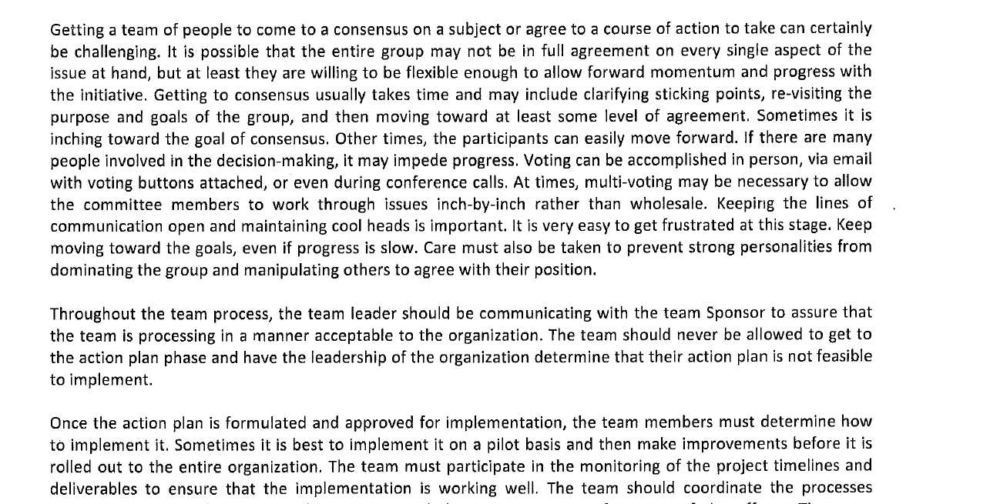 Getting a team of people to come to a consensus on a subject or agree to a course of action to take can certainly
be challenging. It is possible that the entire group may not be in full agreement on every single aspect of the
issue at hand, but at least they are willing to be flexible enough to allow forward momentum and progress with
the initiative. Getting to consensus usually takes time and may include clarifying sticking points, re-visiting the
purpose and goals of the group, and then moving toward at least some level of agreement. Sometimes it is
inching toward the goal of consensus. Other times, the participants can easily move forward. If there are many
people involved in the decision-making, it may impede progress. Voting can be accomplished in person, via email
with voting buttons attached, or even during conference calls. At times, multi-voting may be necessary to allow
the committee members to work through issues inch-by-inch rather than wholesale. Keeping the lines of
communication open and maintaining cool heads is important. It is very easy to get frustrated at this stage. Keep
moving toward the goals, even if progress is slow. Care must also be taken to prevent strong personalities from
dominating the group and manipulating others to agree with their position.
Throughout the team process, the team leader should be communicating with the team Sponsor to assure that
the team is processing in a manner acceptable to the organization. The team should never be allowed to get to
the action plan phase and have the leadership of the organization determine that their action plan is not feasible
to implement.
Once the action plan is formulated and approved for implementation, the team members must determine how
to implement it. Sometimes it is best to implement it on a pilot basis and then make improvements before it is
rolled out to the entire organization. The team must participate in the monitoring of the project timelines and
deliverables to ensure that the implementation is working well. The team should coordinate the processes